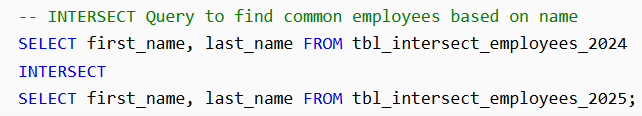 -- INTERSECT Query to find common employees based on name
SELECT first_name, last_name FROM tbl_intersect_employees_2024
INTERSECT
SELECT first_name, last_name FROM tbl_intersect_employees_2025;